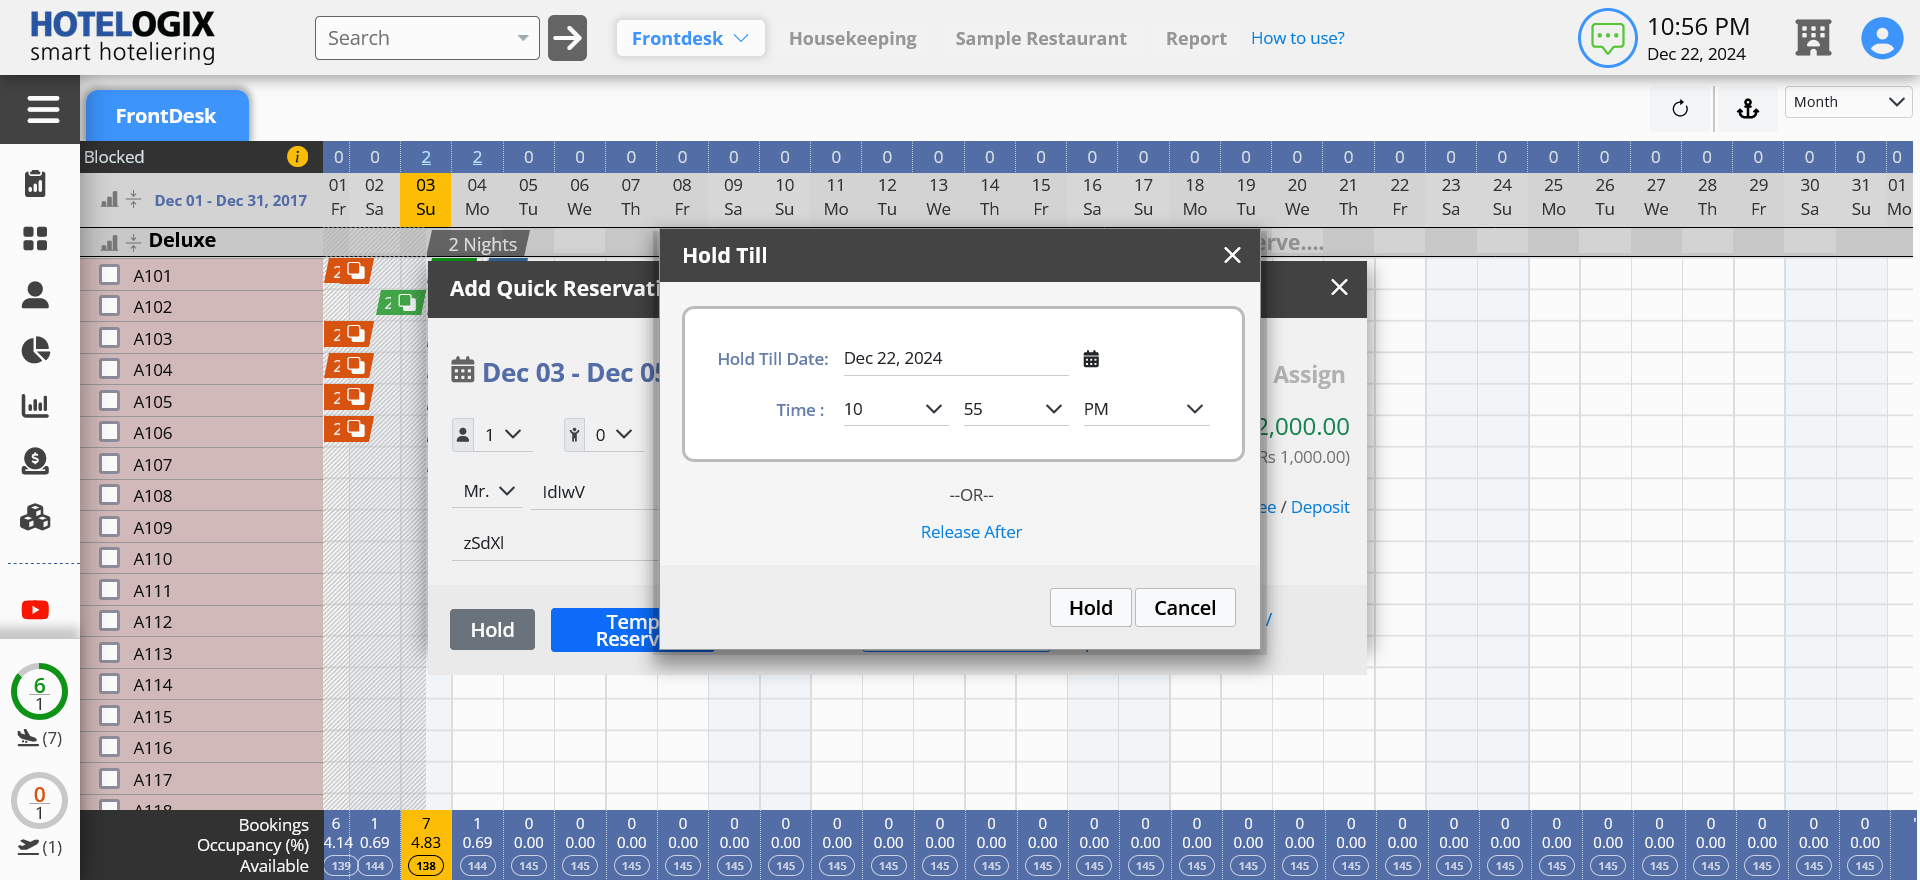 HOTELOGIX
smart hoteliering
Search
Frontdesk
Housekeeping
Sample Restaurant
Report
How to use?
10:56 PM
Dec 22, 2024
FrontDesk
Month
Blocked i 0 0 2 2 0 0 0 0 0 0 0 0 0 0 0 0 0 0 0 0 0 0 0 0 0 0 0 0 0 0 0 0
Dec 01 - Dec 31, 2017
01 02 03 04 05 06 07 08 09 10 11 12 13 14 15 16 17 18 19 20 21 22 23 24 25 26 27 28 29 30 31 01
Fr Sa Su Mo Tu We Th Fr Sa Su Mo Tu We Th Fr Sa Su Mo Tu We Th Fr Sa Su Mo Tu We Th Fr Sa Su Mo
Deluxe
2 Nights
erve....
A101 2
A102 2
A103 2
A104 2
A105 2
A106 2
A107
A108
A109
A110
A111
A112
A113
A114
A115
A116
A117
A118
Add Quick Reservati
Dec 03 - Dec 05
Assign
1
0
2,000.00
Rs 1,000.00)
Mr.
IdlwV
ee / Deposit
zSdXl
Hold
Temp
Reserv
/
Hold Till
Hold Till Date: Dec 22, 2024
Time : 10 55 PM
--OR--
Release After
Hold
Cancel
6
1
(7)
0
1
(1)
Bookings 6 1 7 1 0 0 0 0 0 0 0 0 0 0 0 0 0 0 0 0 0 0 0 0 0 0 0 0 0 0 0
Occupancy (%) 4.14 0.69 4.83 0.69 0.00 0.00 0.00 0.00 0.00 0.00 0.00 0.00 0.00 0.00 0.00 0.00 0.00 0.00 0.00 0.00 0.00 0.00 0.00 0.00 0.00 0.00 0.00 0.00 0.00 0.00 0.00
Available 139 144 138 144 145 145 145 145 145 145 145 145 145 145 145 145 145 145 145 145 145 145 145 145 145 145 145 145 145 145 145